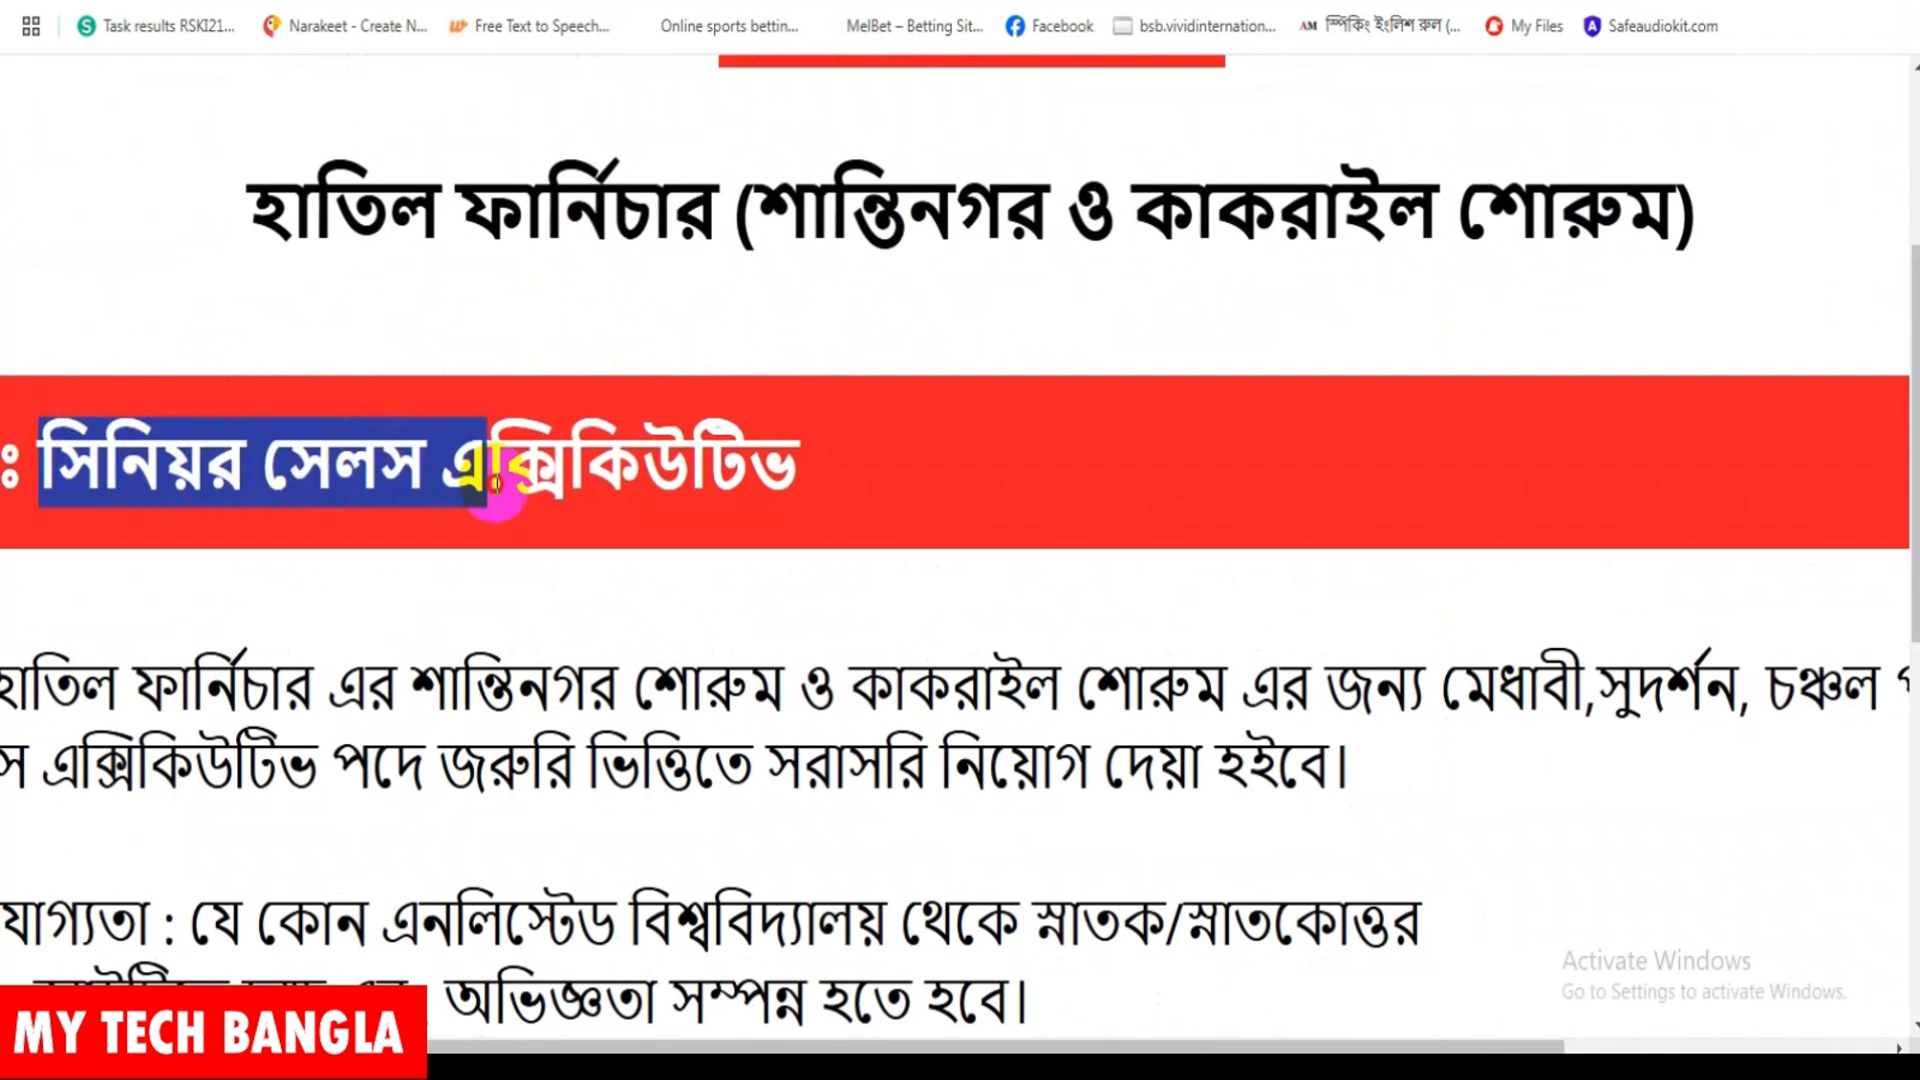 Task results RSKI21... Narakeet - Create N... Free Text to Speech... Online sports bettin... MelBet – Betting Sit... Facebook bsb.vividinternation... স্পিকিং ইংলিশ রুল (... My Files Safeaudiokit.com
হাতিল ফার্নিচার (শান্তিনগর ও কাকরাইল শোরুম)
ঃ সিনিয়র সেলস এক্সিকিউটিভ
হাতিল ফার্নিচার এর শান্তিনগর শোরুম ও কাকরাইল শোরুম এর জন্য মেধাবী,সুদর্শন, চঞ্চল
স এক্সিকিউটিভ পদে জরুরি ভিত্তিতে সরাসরি নিয়োগ দেয়া হইবে।
যাগ্যতা : যে কোন এনলিস্টেড বিশ্ববিদ্যালয় থেকে স্নাতক/স্নাতকোত্তর
অভিজ্ঞতা সম্পন্ন হতে হবে।
Activate Windows
Go to Settings to activate Windows.
MY TECH BANGLA